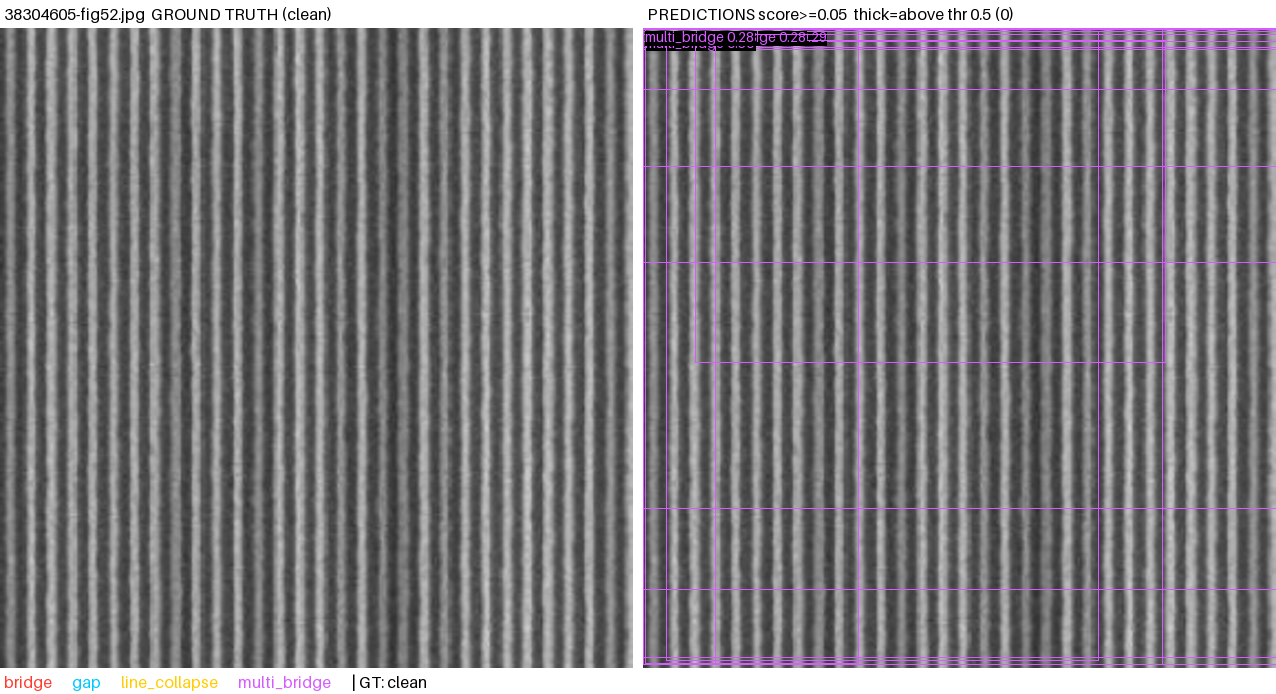 38304605-fig52.jpg GROUND TRUTH (clean)
PREDICTIONS score>=0.05 thick=above thr 0.5 (0)
multi_bridge 0.28
bridge gap line_collapse multi_bridge | GT: clean